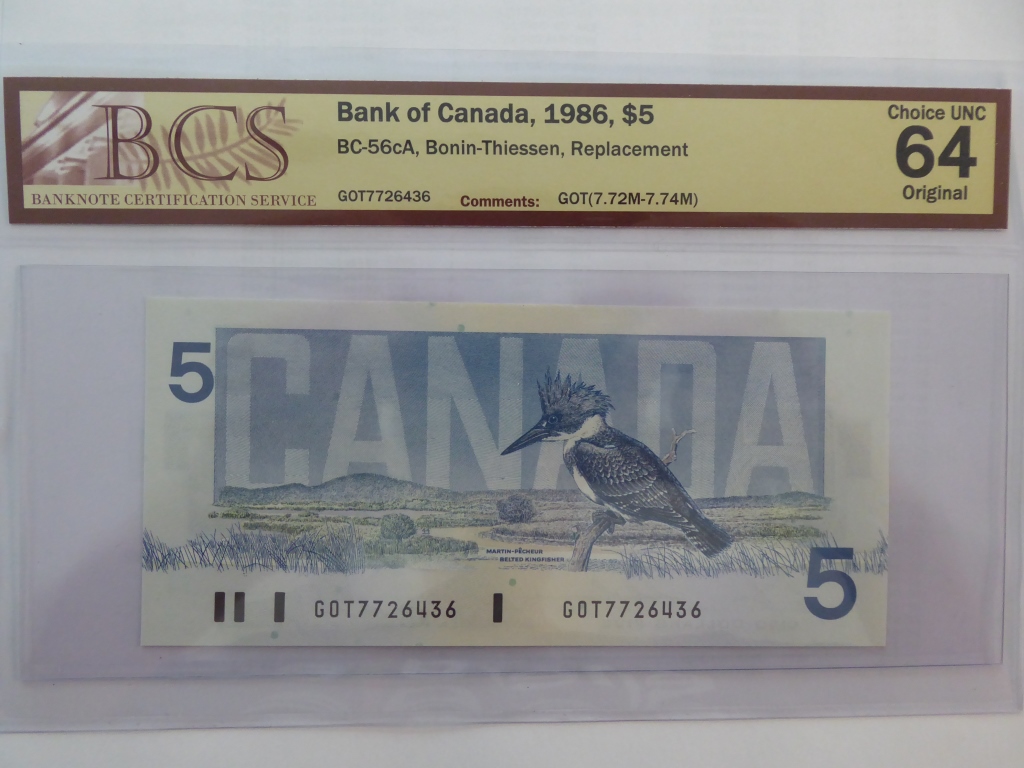 BCS
BANKNOTE CERTIFICATION SERVICE
Bank of Canada, 1986, $5
BC-56cA, Bonin-Thiessen, Replacement
GOT7726436 Comments: GOT(7.72M-7.74M)
Choice UNC
64
Original
5
CANADA
MARTIN-PÊCHEUR
BELTED KINGFISHER
5
GOT7726436 GOT7726436